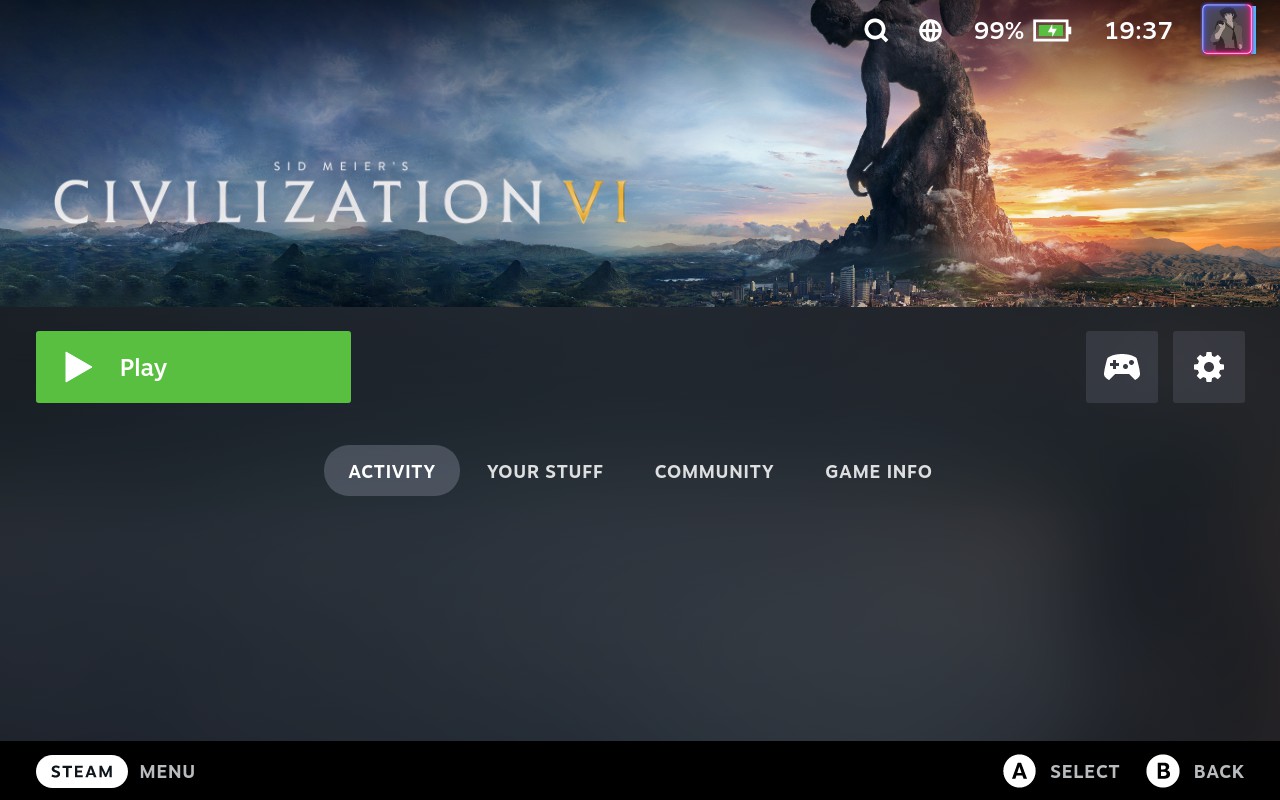 99%
19:37
SID MEIER'S
CIVILIZATION VI
Play
ACTIVITY YOUR STUFF COMMUNITY GAME INFO
STEAM MENU A SELECT B BACK